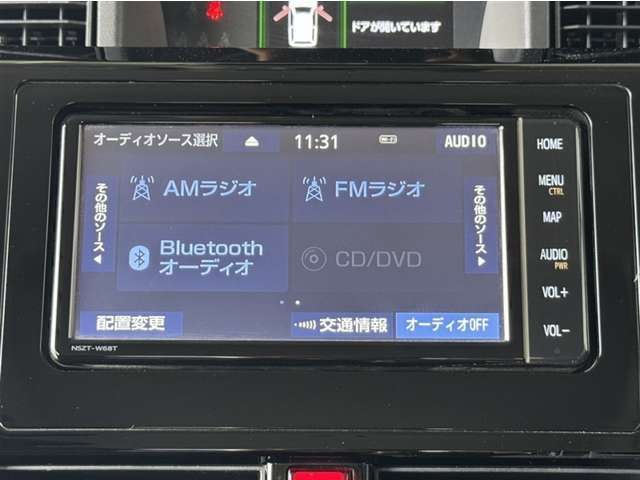 ドアが開いています
オーディオソース選択
11:31
Wi-Fi
AUDIO
その他のソース
AMラジオ
FMラジオ
その他のソース
Bluetooth
オーディオ
CD/DVD
配置変更
交通情報
オーディオOFF
NSZT-W68T
HOME
MENU
CTRL
MAP
AUDIO
PWR
VOL+
VOL-